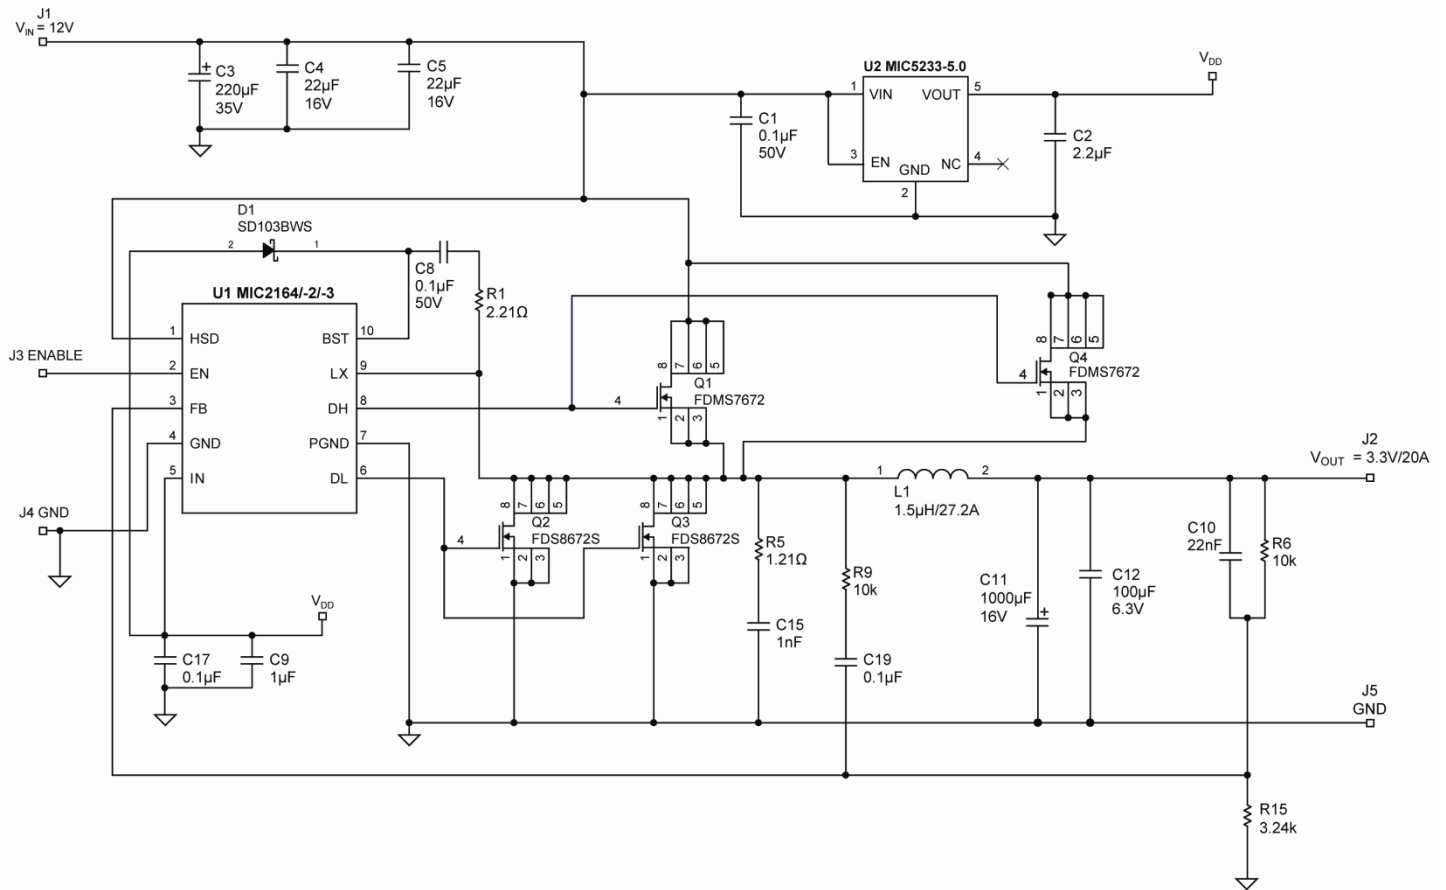 J1
VIN = 12V
C3
220µF
35V
+
C4
22µF
16V
C5
22µF
16V
U2 MIC5233-5.0
VDD
1
VIN
VOUT
5
C1
0.1µF
50V
3
EN
GND
NC
4
2
C2
2.2µF
D1
SD103BWS
2
1
C8
0.1µF
50V
R1
2.21Ω
U1 MIC2164/-2/-3
1
HSD
BST
10
J3 ENABLE
2
EN
LX
9
3
FB
DH
8
4
GND
PGND
7
5
IN
DL
6
J4 GND
8
7
6
5
4
Q1
FDMS7672
1
2
3
8
7
6
5
4
Q4
FDMS7672
1
2
3
8
7
6
5
4
Q2
FDS8672S
1
2
3
8
7
6
5
Q3
FDS8672S
1
2
3
1
2
L1
1.5µH/27.2A
J2
VOUT = 3.3V/20A
R5
1.21Ω
R9
10k
C10
22nF
R6
10k
C11
1000µF
16V
+
C12
100µF
6.3V
C15
1nF
C19
0.1µF
VDD
C17
0.1µF
C9
1µF
J5
GND
R15
3.24k